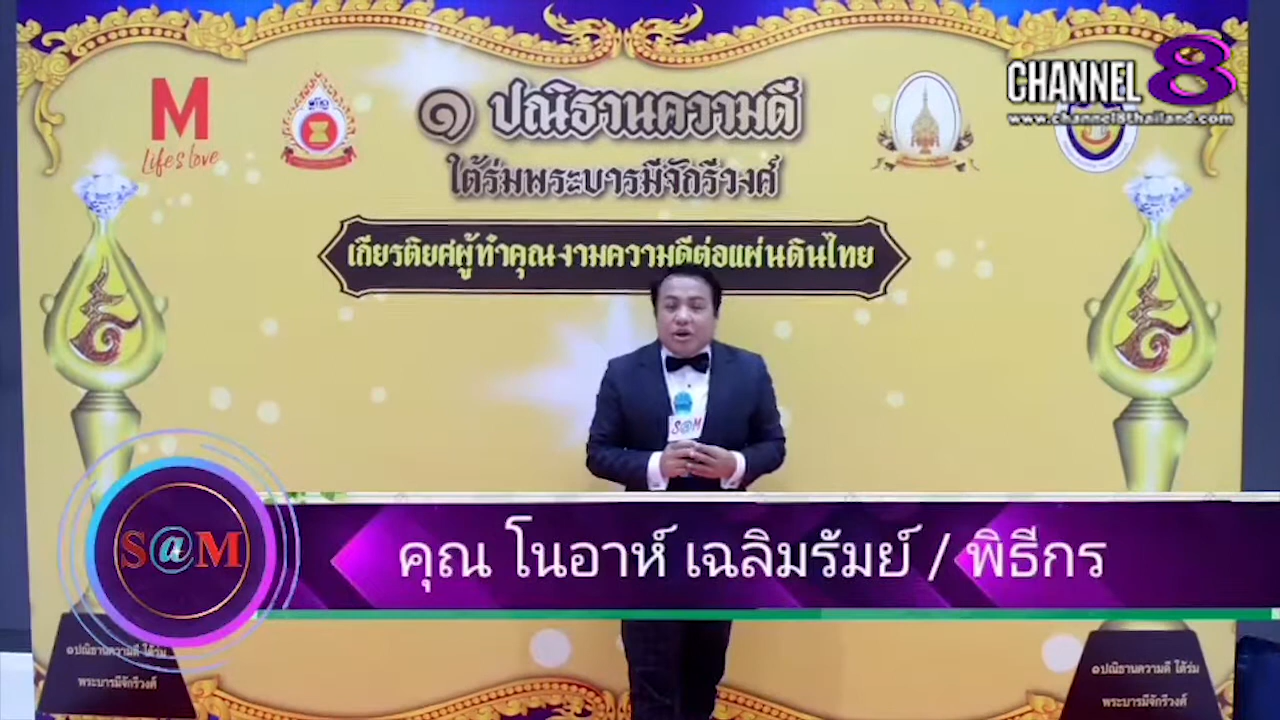 CHANNEL 8
www.channel8thailand.com
M
Life's love
๑ ปณิธานความดี
ใต้ร่มพระบารมีจักรีวงศ์
เกียรติยศผู้ทำคุณงามความดีต่อแผ่นดินไทย
S@M
S@M
คุณ โนอาห์ เฉลิมรัมย์ / พิธีกร
๑ปณิธานความดี ใต้ร่ม
พระบารมีจักรีวงศ์
๑ปณิธานความดี ใต้ร่ม
พระบารมีจักรีวงศ์